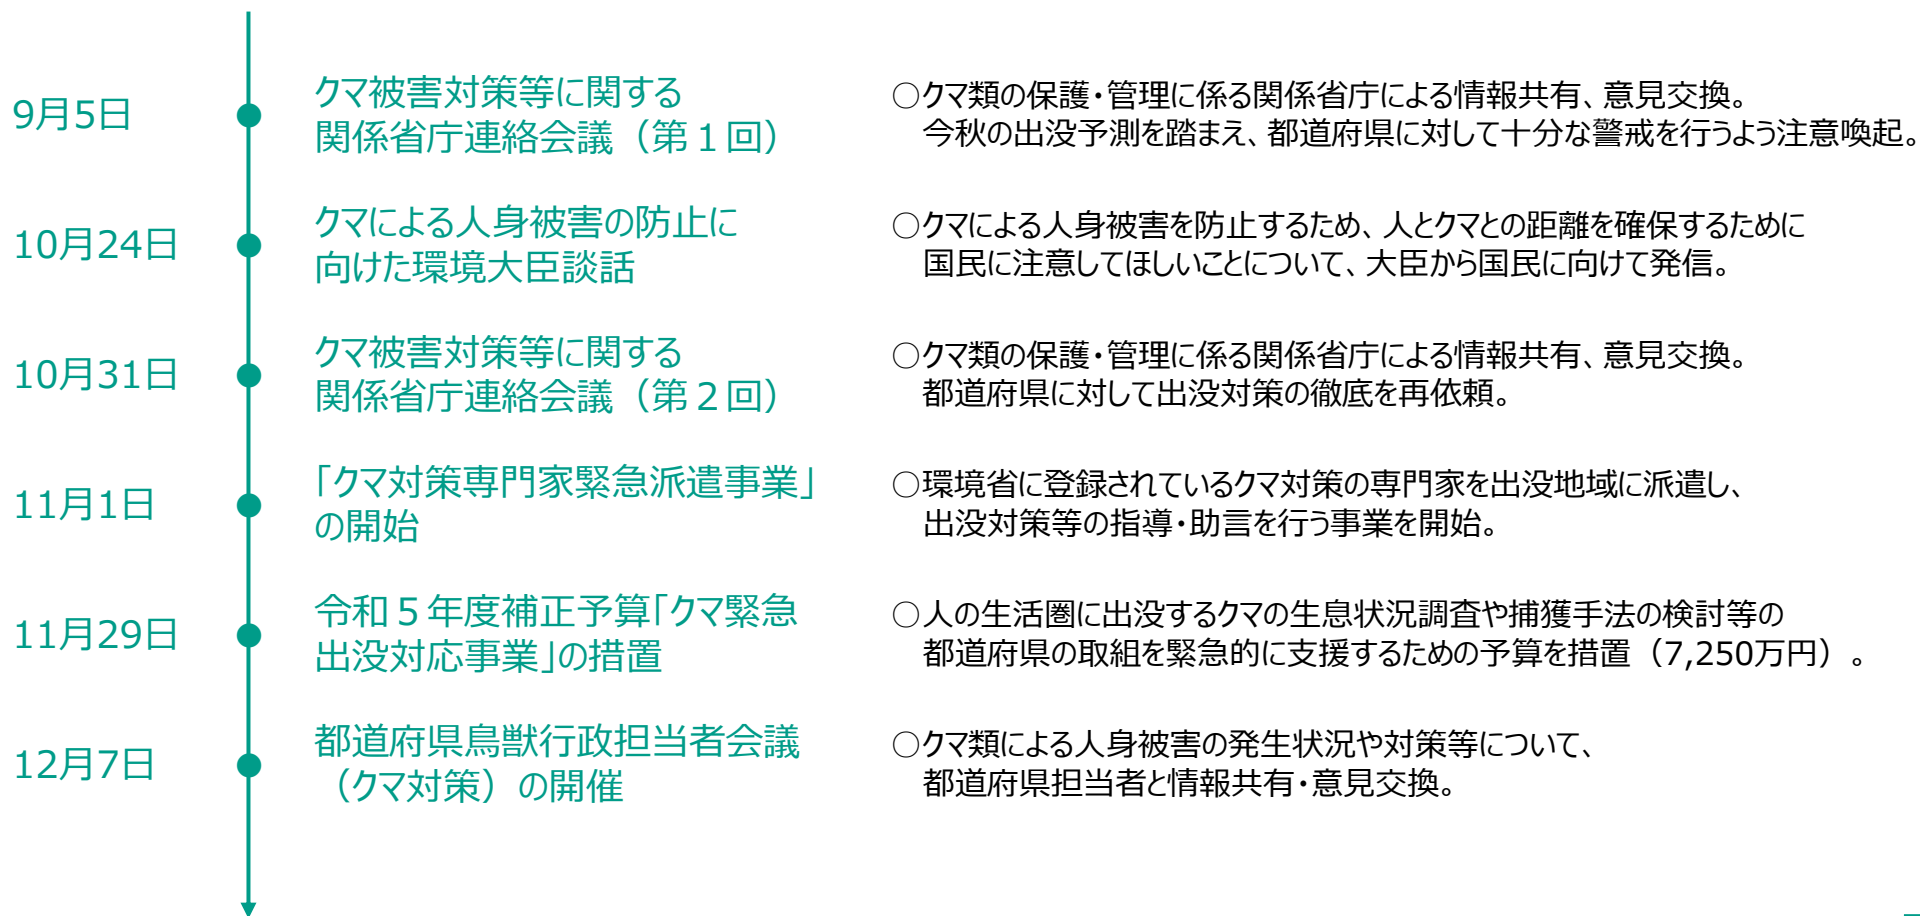 9月5日
クマ被害対策等に関する
関係省庁連絡会議（第１回）
○クマ類の保護・管理に係る関係省庁による情報共有、意見交換。
今秋の出没予測を踏まえ、都道府県に対して十分な警戒を行うよう注意喚起。
10月24日
クマによる人身被害の防止に
向けた環境大臣談話
○クマによる人身被害を防止するため、人とクマとの距離を確保するために
国民に注意してほしいことについて、大臣から国民に向けて発信。
10月31日
クマ被害対策等に関する
関係省庁連絡会議（第２回）
○クマ類の保護・管理に係る関係省庁による情報共有、意見交換。
都道府県に対して出没対策の徹底を再依頼。
11月1日
「クマ対策専門家緊急派遣事業」
の開始
○環境省に登録されているクマ対策の専門家を出没地域に派遣し、
出没対策等の指導・助言を行う事業を開始。
11月29日
令和５年度補正予算「クマ緊急
出没対応事業」の措置
○人の生活圏に出没するクマの生息状況調査や捕獲手法の検討等の
都道府県の取組を緊急的に支援するための予算を措置（7,250万円）。
12月7日
都道府県鳥獣行政担当者会議
（クマ対策）の開催
○クマ類による人身被害の発生状況や対策等について、
都道府県担当者と情報共有・意見交換。